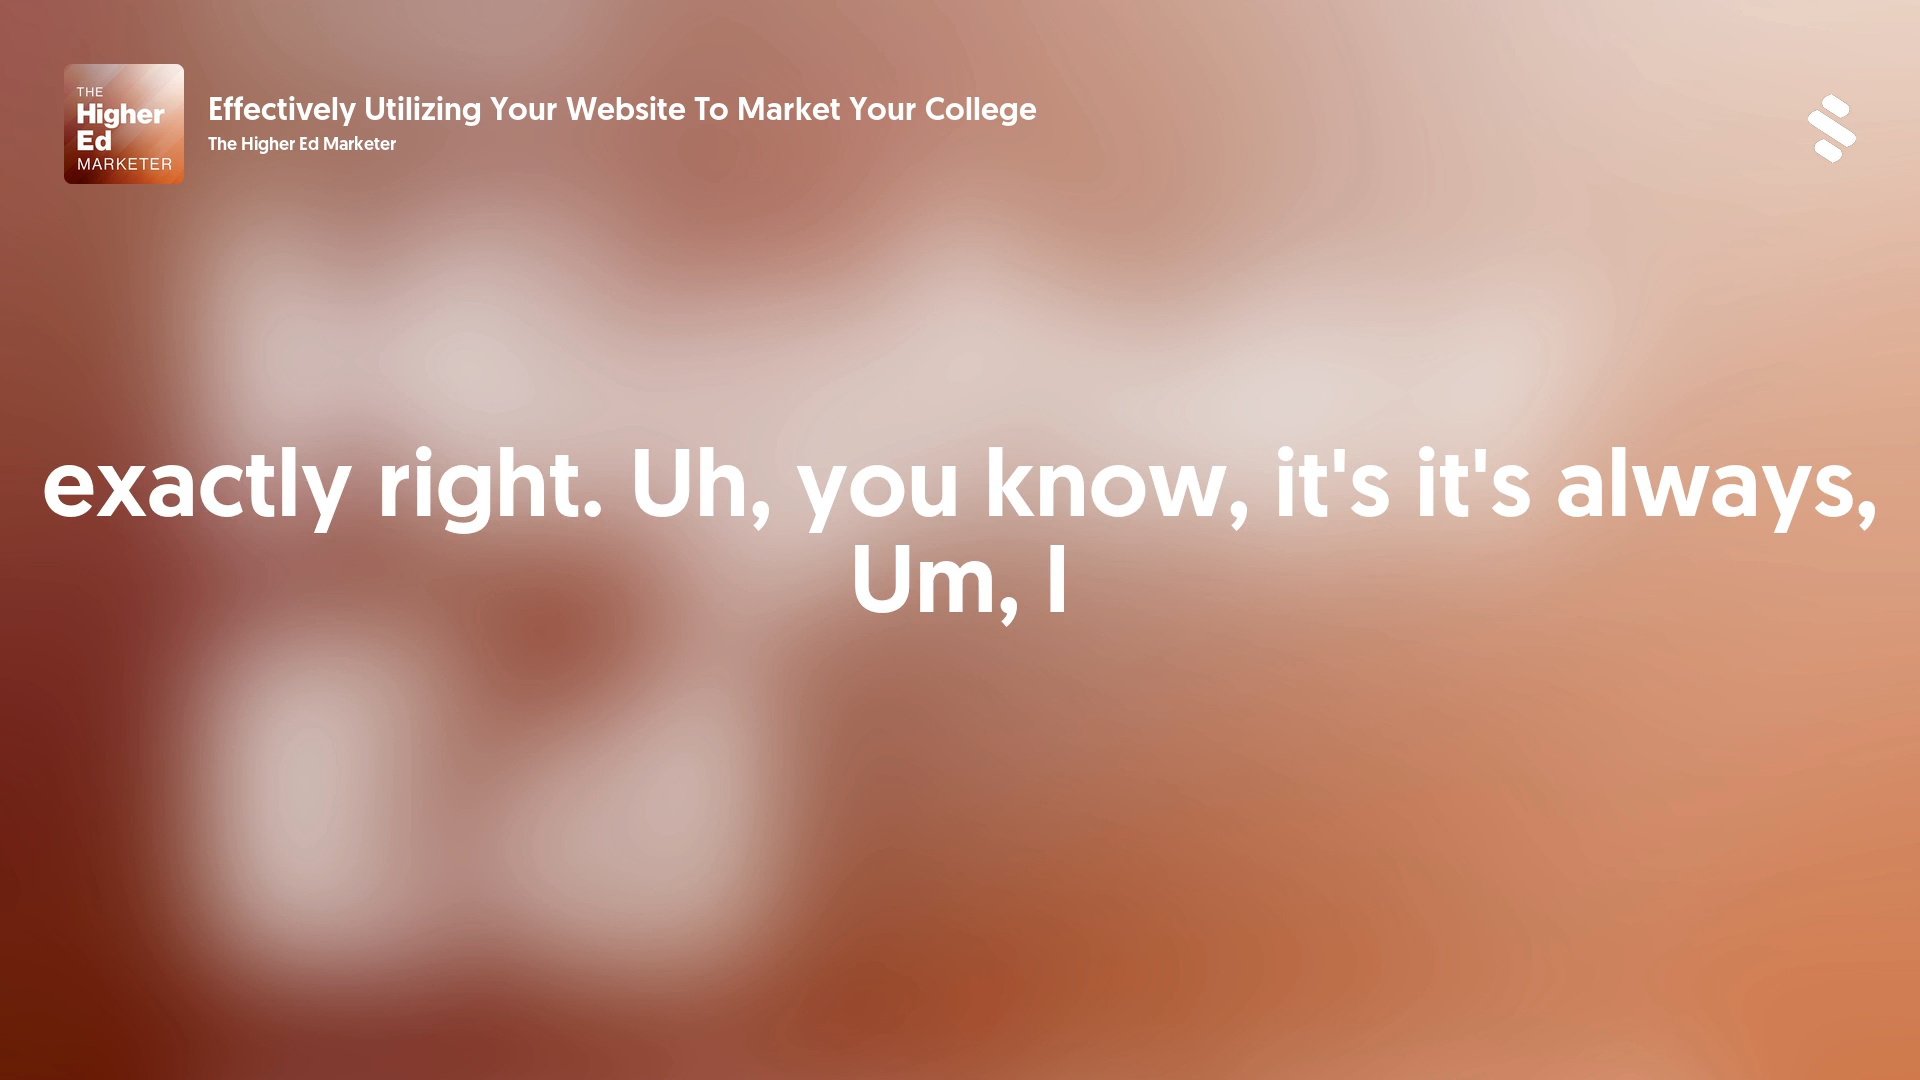 THE
Higher
Ed
MARKETER
Effectively Utilizing Your Website To Market Your College
The Higher Ed Marketer
exactly right. Uh, you know, it's it's always,
Um, I